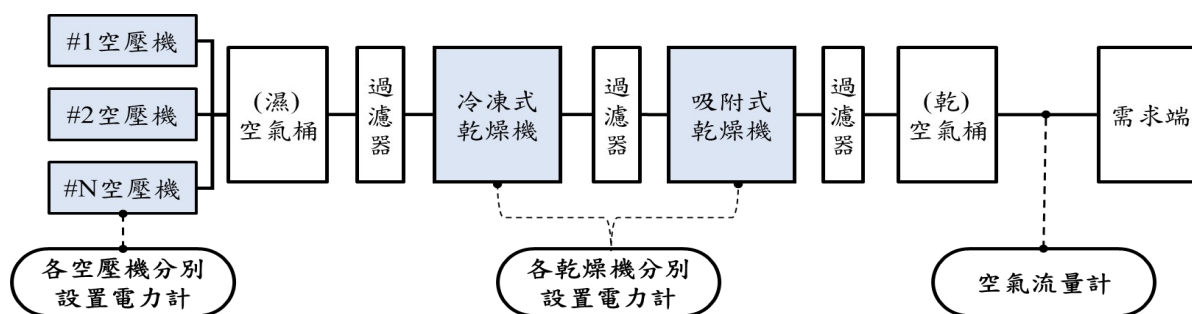 #1空壓機
#2空壓機
#N空壓機
(濕)
空氣桶
過
濾
器
冷凍式
乾燥機
過
濾
器
吸附式
乾燥機
過
濾
器
(乾)
空氣桶
需求端
各空壓機分別
設置電力計
各乾燥機分別
設置電力計
空氣流量計